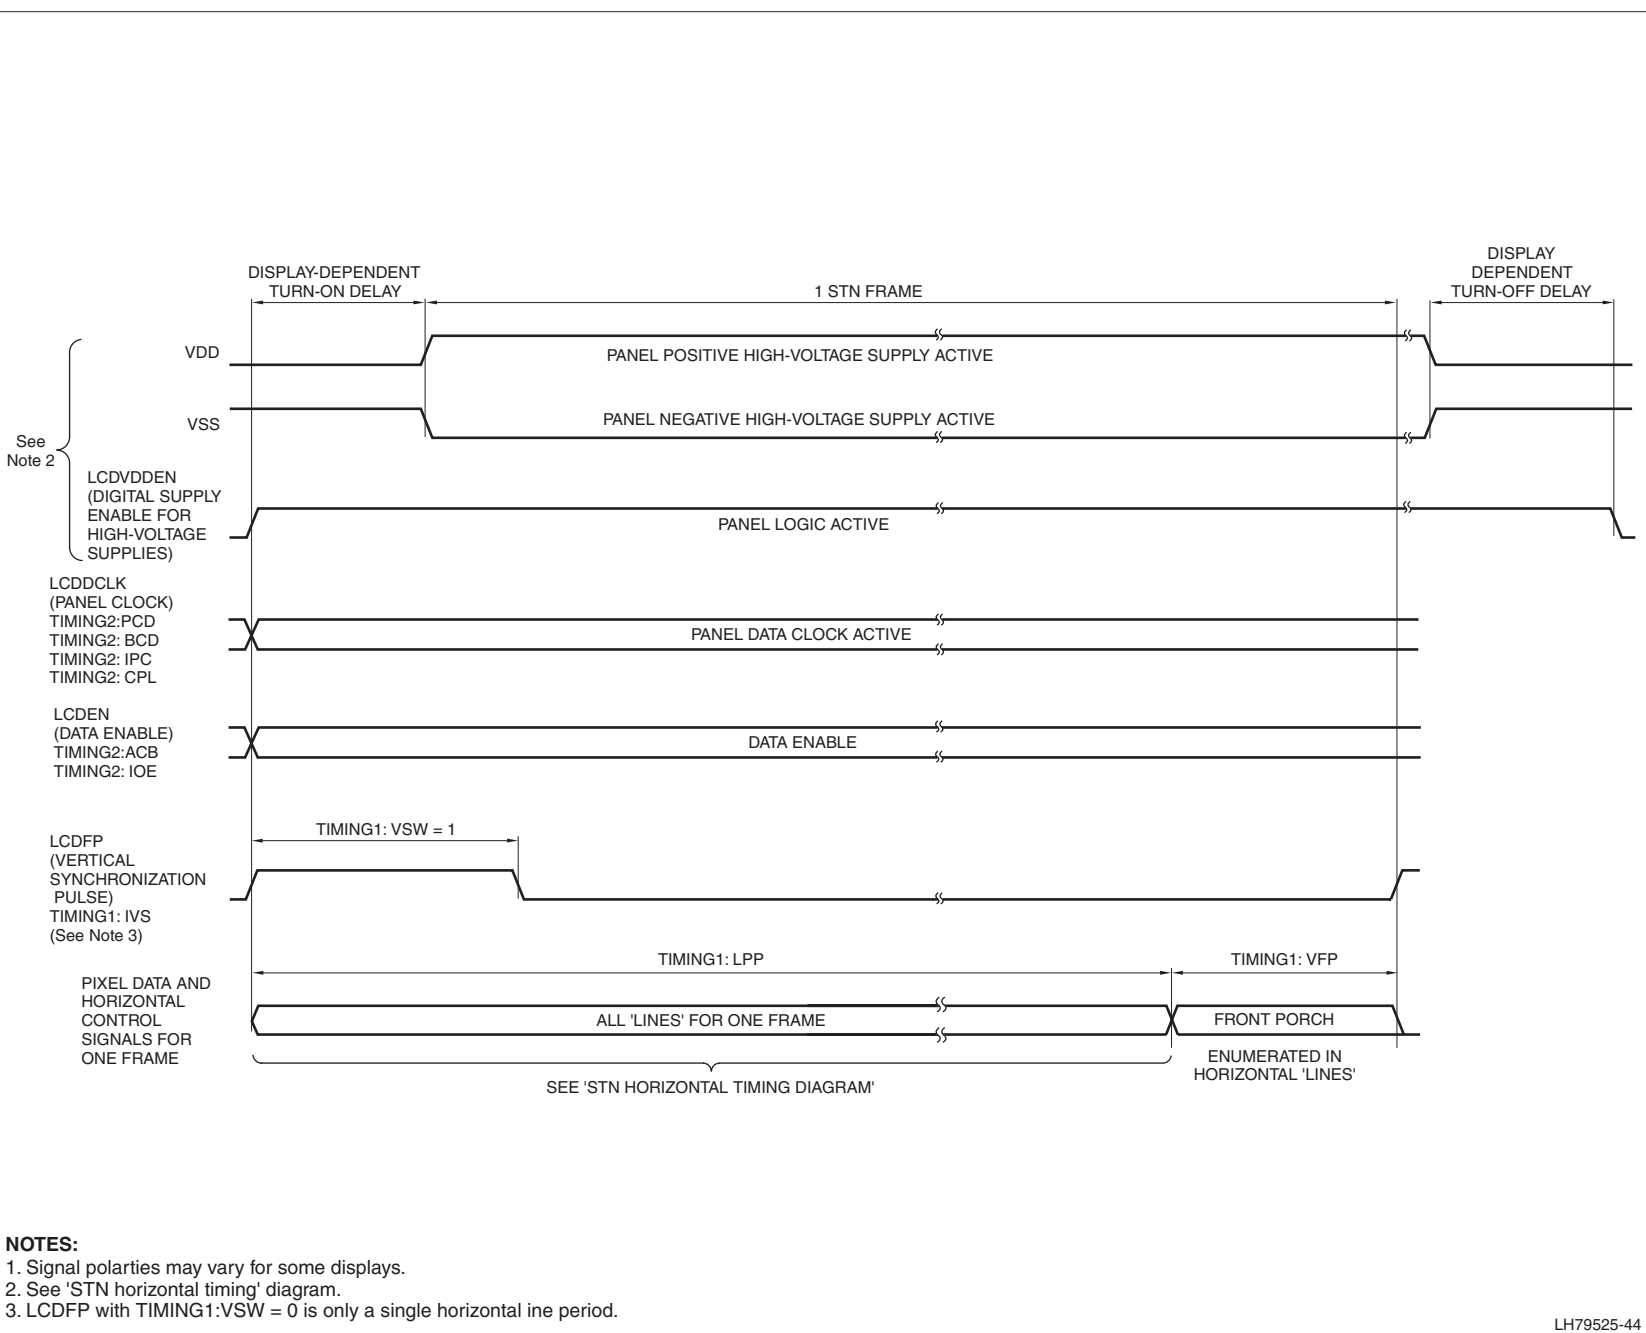 DISPLAY-DEPENDENT
TURN-ON DELAY
1 STN FRAME
DISPLAY
DEPENDENT
TURN-OFF DELAY
VDD
PANEL POSITIVE HIGH-VOLTAGE SUPPLY ACTIVE
VSS
PANEL NEGATIVE HIGH-VOLTAGE SUPPLY ACTIVE
See
Note 2
LCDVDDEN
(DIGITAL SUPPLY
ENABLE FOR
HIGH-VOLTAGE
SUPPLIES)
PANEL LOGIC ACTIVE
LCDDCLK
(PANEL CLOCK)
TIMING2:PCD
TIMING2: BCD
TIMING2: IPC
TIMING2: CPL
PANEL DATA CLOCK ACTIVE
LCDEN
(DATA ENABLE)
TIMING2:ACB
TIMING2: IOE
DATA ENABLE
LCDFP
(VERTICAL
SYNCHRONIZATION
PULSE)
TIMING1: IVS
(See Note 3)
TIMING1: VSW = 1
PIXEL DATA AND
HORIZONTAL
CONTROL
SIGNALS FOR
ONE FRAME
TIMING1: LPP
TIMING1: VFP
ALL 'LINES' FOR ONE FRAME
FRONT PORCH
SEE 'STN HORIZONTAL TIMING DIAGRAM'
ENUMERATED IN
HORIZONTAL 'LINES'
NOTES:
1. Signal polarties may vary for some displays.
2. See 'STN horizontal timing' diagram.
3. LCDFP with TIMING1:VSW = 0 is only a single horizontal ine period.
LH79525-44